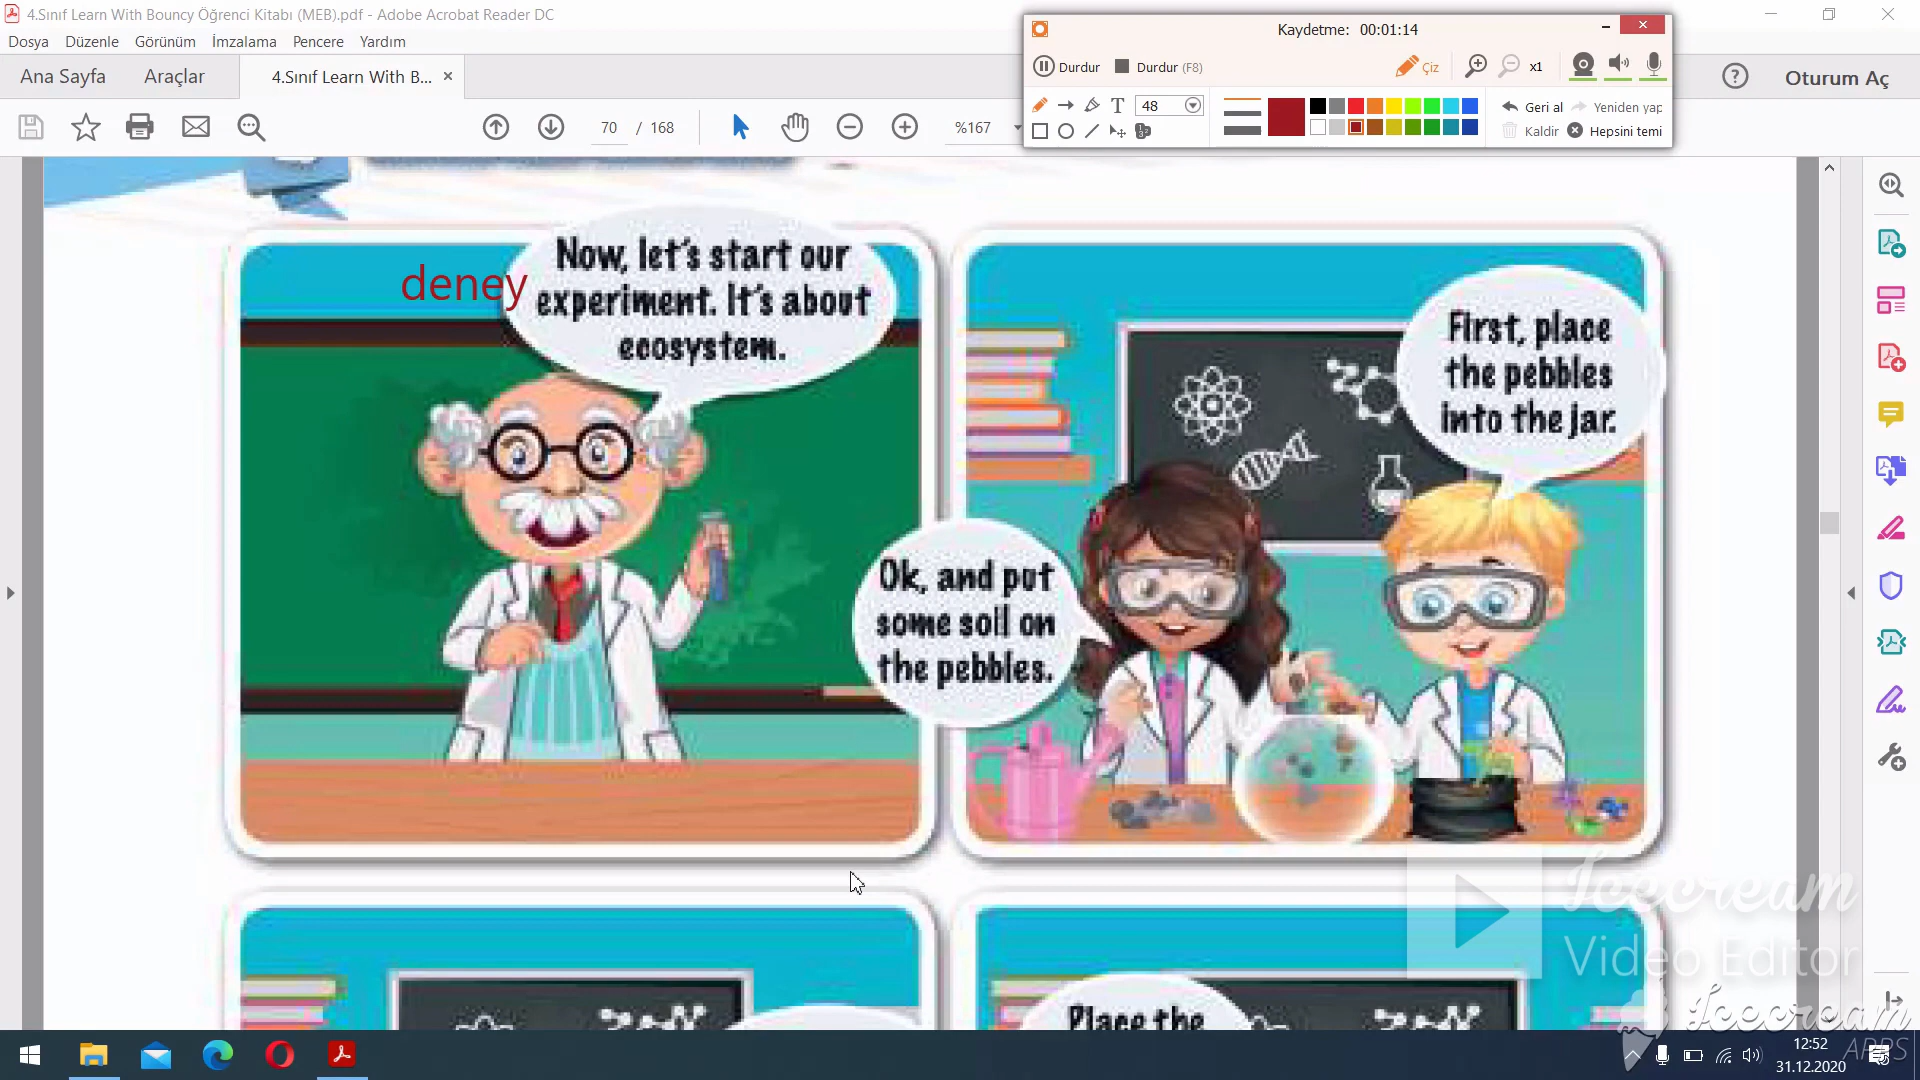 4.Sınıf Learn With Bouncy Öğrenci Kitabı (MEB).pdf - Adobe Acrobat Reader DC
Dosya Düzenle Görünüm İmzalama Pencere Yardım
Ana Sayfa Araçlar 4.Sınıf Learn With B... Oturum Aç
70 / 168 %167
Kaydetme: 00:01:14
Durdur Durdur (F8) Çiz x1
T 48 Geri al Yeniden yap
Kaldir Hepsini temi
deney
Now, let's start our
experiment. It's about
ecosystem.
First, place
the pebbles
into the jar.
Ok, and put
some soil on
the pebbles.
Place the
Icecream
Video Editor
Icecream
APPS
12:52
31.12.2020